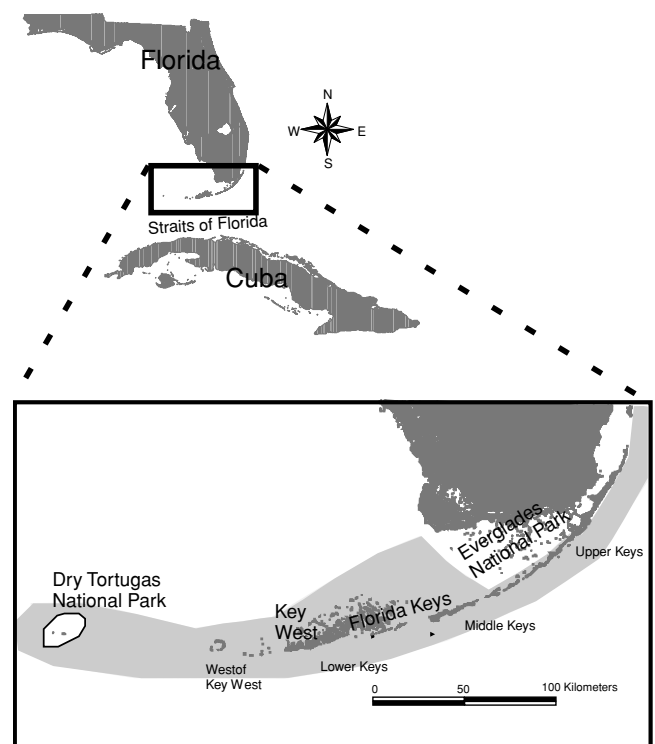 Florida
N
W
E
S
Straits of Florida
Cuba
Everglades
National Park
Upper Keys
Dry Tortugas
National Park
Key
West
Florida Keys
Middle Keys
Westof
Key West
Lower Keys
0
50
100 Kilometers